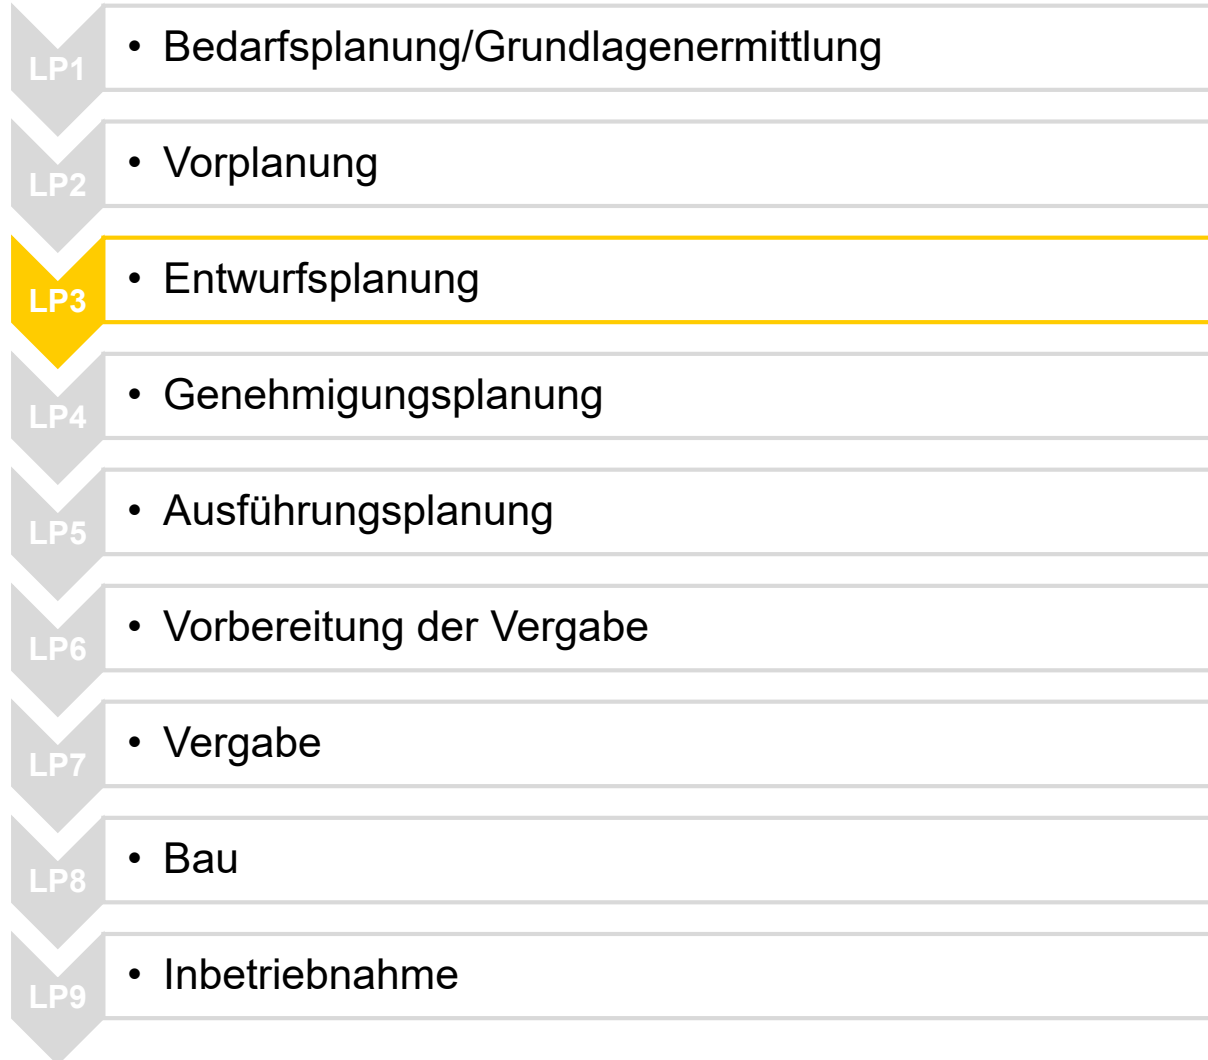 LP1
• Bedarfsplanung/Grundlagenermittlung
LP2
• Vorplanung
LP3
• Entwurfsplanung
LP4
• Genehmigungsplanung
LP5
• Ausführungsplanung
LP6
• Vorbereitung der Vergabe
LP7
• Vergabe
LP8
• Bau
LP9
• Inbetriebnahme